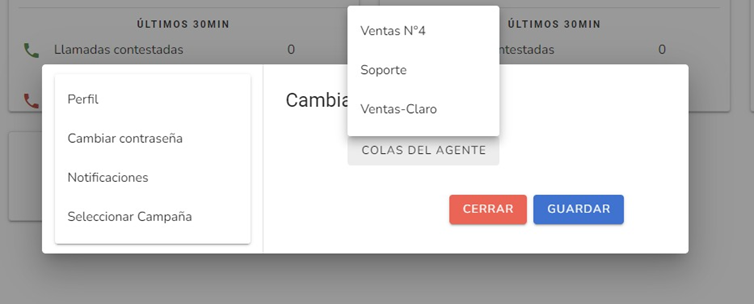 ÚLTIMOS 30MIN
Llamadas contestadas 0
Ventas N°4
Soporte
Ventas-Claro
ÚLTIMOS 30MIN
ntestadas 0
Perfil
Cambiar contraseña
Notificaciones
Seleccionar Campaña
Cambia
COLAS DEL AGENTE
CERRAR
GUARDAR